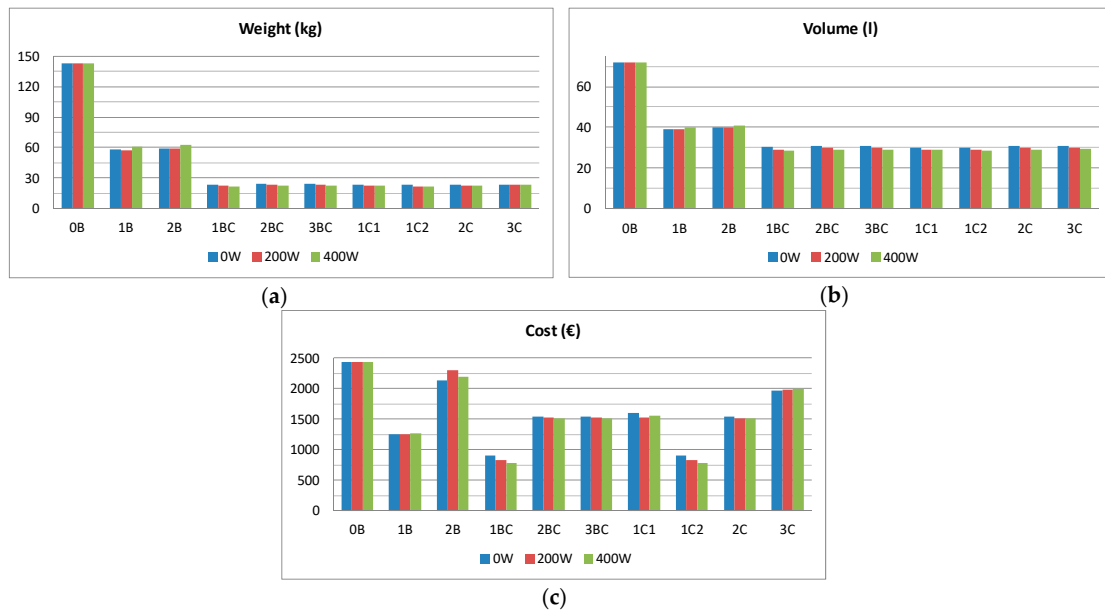 Weight (kg)
150
120
90
60
30
0
0B 1B 2B 1BC 2BC 3BC 1C1 1C2 2C 3C
0W 200W 400W
(a)
Volume (l)
60
40
20
0
0B 1B 2B 1BC 2BC 3BC 1C1 1C2 2C 3C
0W 200W 400W
(b)
Cost (€)
2500
2000
1500
1000
500
0
0B 1B 2B 1BC 2BC 3BC 1C1 1C2 2C 3C
0W 200W 400W
(c)